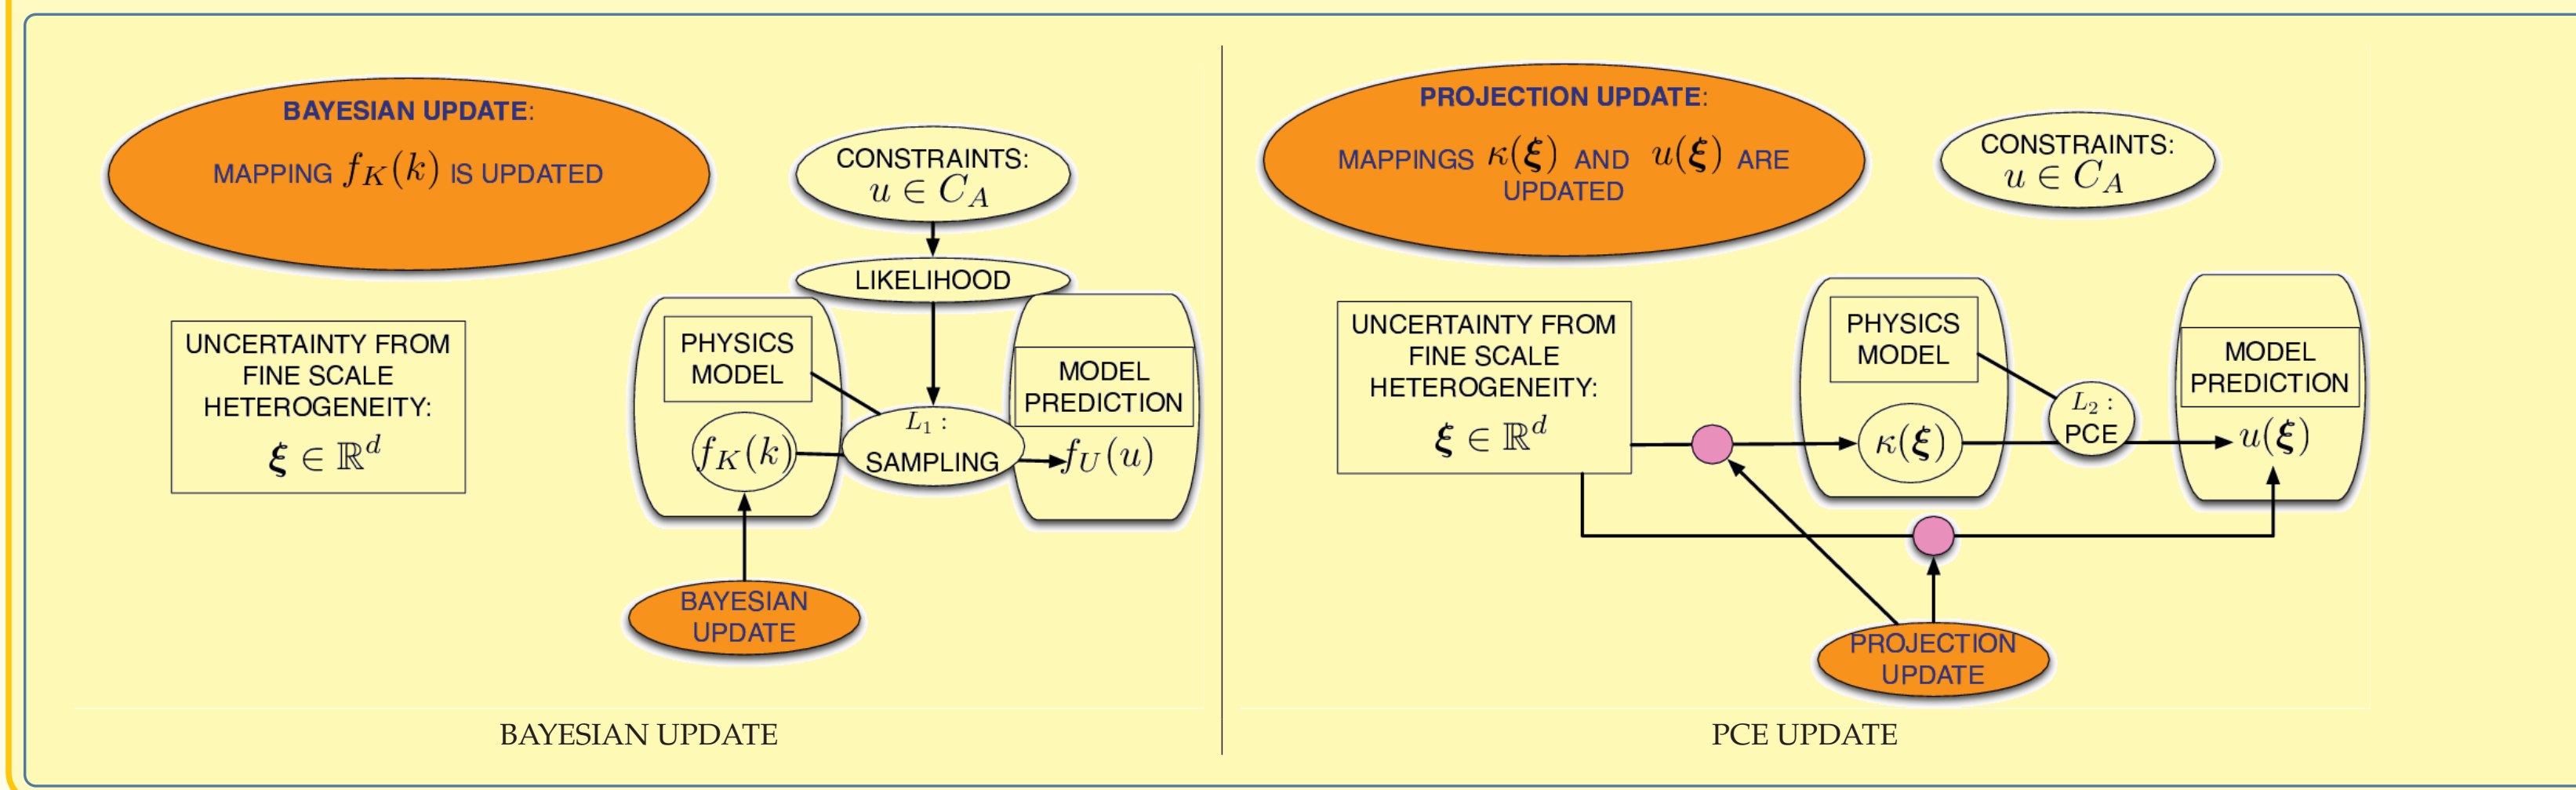 BAYESIAN UPDATE:
MAPPING f_K(k) IS UPDATED
CONSTRAINTS:
u ∈ C_A
LIKELIHOOD
UNCERTAINTY FROM
FINE SCALE
HETEROGENEITY:
ξ ∈ ℝ^d
PHYSICS
MODEL
f_K(k)
L_1 :
SAMPLING
MODEL
PREDICTION
f_U(u)
BAYESIAN
UPDATE
BAYESIAN UPDATE
PROJECTION UPDATE:
MAPPINGS κ(ξ) AND u(ξ) ARE
UPDATED
CONSTRAINTS:
u ∈ C_A
UNCERTAINTY FROM
FINE SCALE
HETEROGENEITY:
ξ ∈ ℝ^d
PHYSICS
MODEL
κ(ξ)
L_2 :
PCE
MODEL
PREDICTION
u(ξ)
PROJECTION
UPDATE
PCE UPDATE